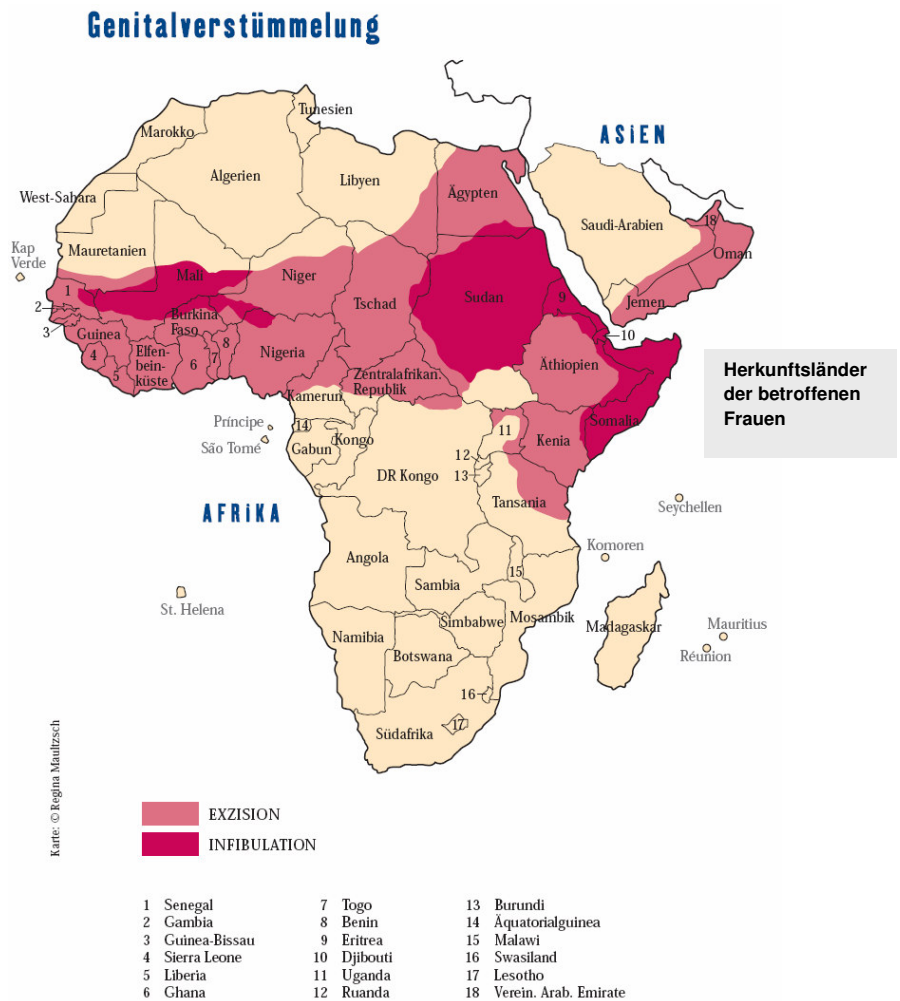 Genitalverstümmelung
ASiEN
Tunesien
Marokko
Algerien
Libyen
Ägypten
West-Sahara
Saudi-Arabien
Mauretanien
Kap
Verde
18
Oman
Mali
Niger
1
Tschad
Sudan
9
Jemen
2
3
Guinea
Burkina
Faso
10
4
5
Elfen-
bein-
küste
6
7
8
Nigeria
Zentralafrikan.
Republik
Äthiopien
Herkunftsländer
der betroffenen
Frauen
Kamerun
Somalia
Príncipe
São Tomé
14
Gabun
Kongo
11
Kenia
12
13
DR Kongo
Tansania
AFRiKA
Seychellen
Komoren
Angola
15
Sambia
St. Helena
Simbabwe
Mosambik
Madagaskar
Mauritius
Réunion
Namibia
Botswana
16
17
Südafrika
Karte: © Regina Maultzsch
EXZISION
INFIBULATION
1 Senegal
2 Gambia
3 Guinea-Bissau
4 Sierra Leone
5 Liberia
6 Ghana
7 Togo
8 Benin
9 Eritrea
10 Djibouti
11 Uganda
12 Ruanda
13 Burundi
14 Äquatorialguinea
15 Malawi
16 Swasiland
17 Lesotho
18 Verein. Arab. Emirate